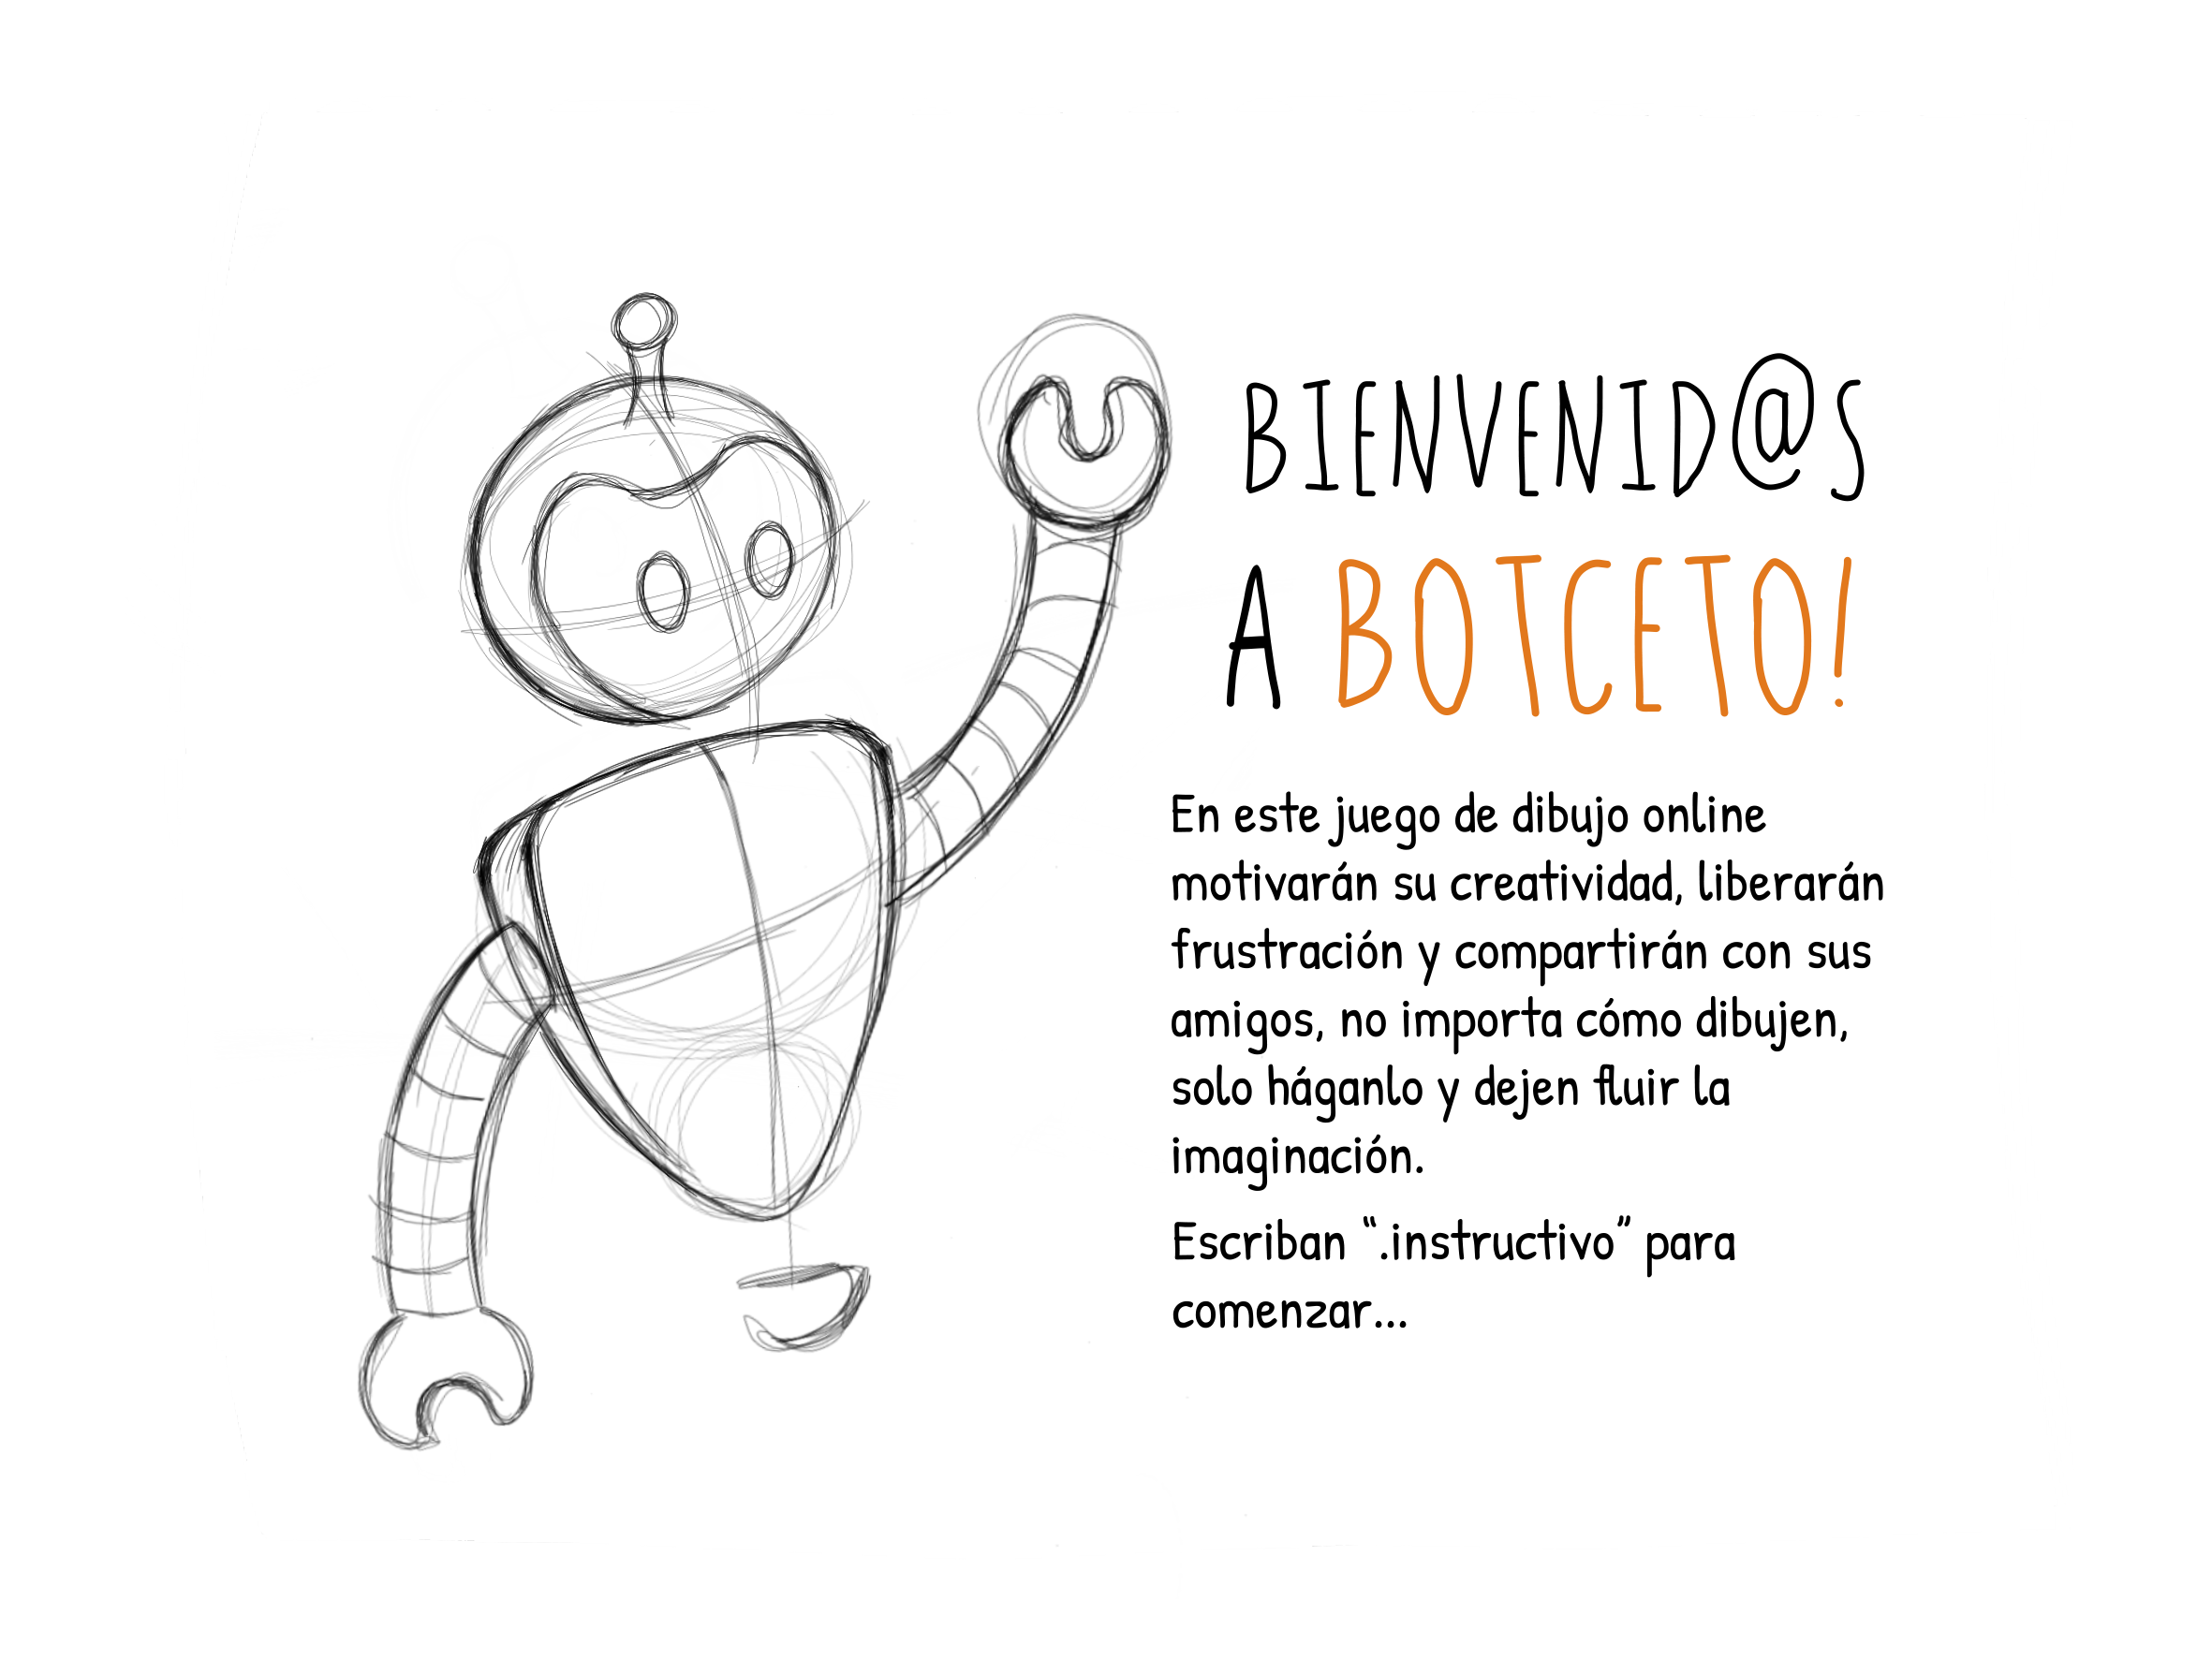 BIENVENID@S
A BOTCETO!
En este juego de dibujo online
motivarán su creatividad, liberarán
frustración y compartirán con sus
amigos, no importa cómo dibujen,
solo háganlo y dejen fluir la
imaginación.
Escriban “.instructivo” para
comenzar...